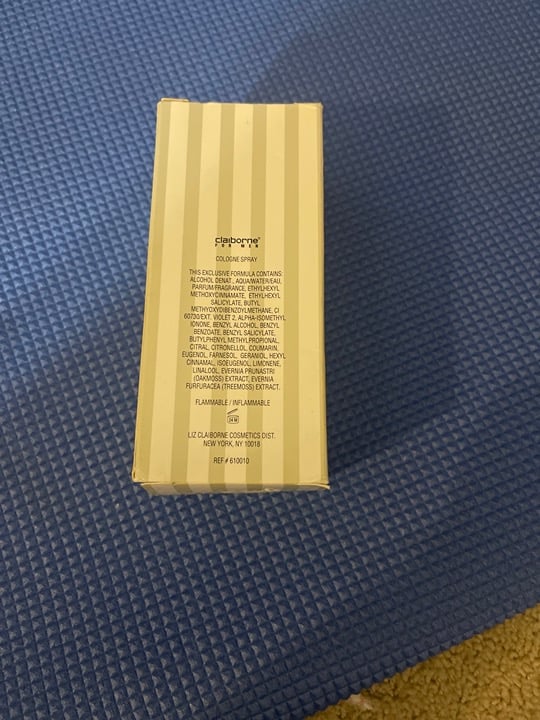 claiborne®
FOR MEN
COLOGNE SPRAY
THIS EXCLUSIVE FORMULA CONTAINS:
ALCOHOL DENAT., AQUA/WATER/EAU,
PARFUM/FRAGRANCE, ETHYLHEXYL
METHOXYCINNAMATE, ETHYLHEXYL
SALICYLATE, BUTYL
METHYOXYDIBENZOYLMETHANE, CI
60730/EXT. VIOLET 2, ALPHA-ISOMETHYL
IONONE, BENZYL ALCOHOL, BENZYL
BENZOATE, BENZYL SALICYLATE,
BUTYLPHENYL METHYLPROPIONAL,
CITRAL, CITRONELLOL, COUMARIN,
EUGENOL, FARNESOL, GERANIOL, HEXYL
CINNAMAL, ISOEUGENOL, LIMONENE,
LINALOOL, EVERNIA PRUNASTRI
(OAKMOSS) EXTRACT, EVERNIA
FURFURACEA (TREEMOSS) EXTRACT.
FLAMMABLE / INFLAMMABLE
24 M
LIZ CLAIBORNE COSMETICS DIST.
NEW YORK, NY 10018
REF # 610010